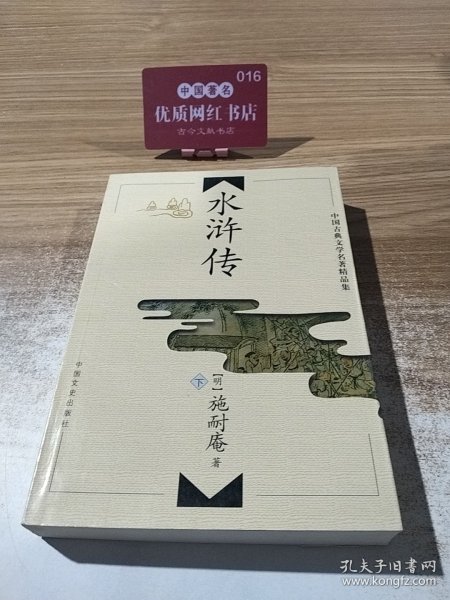 016
中国著名
优质网红书店
古今文献书店
水浒传
中国古典文学名著精品集
下
[明]
施耐庵
著
中国文史出版社
孔夫子旧书网
www.kongfz.com